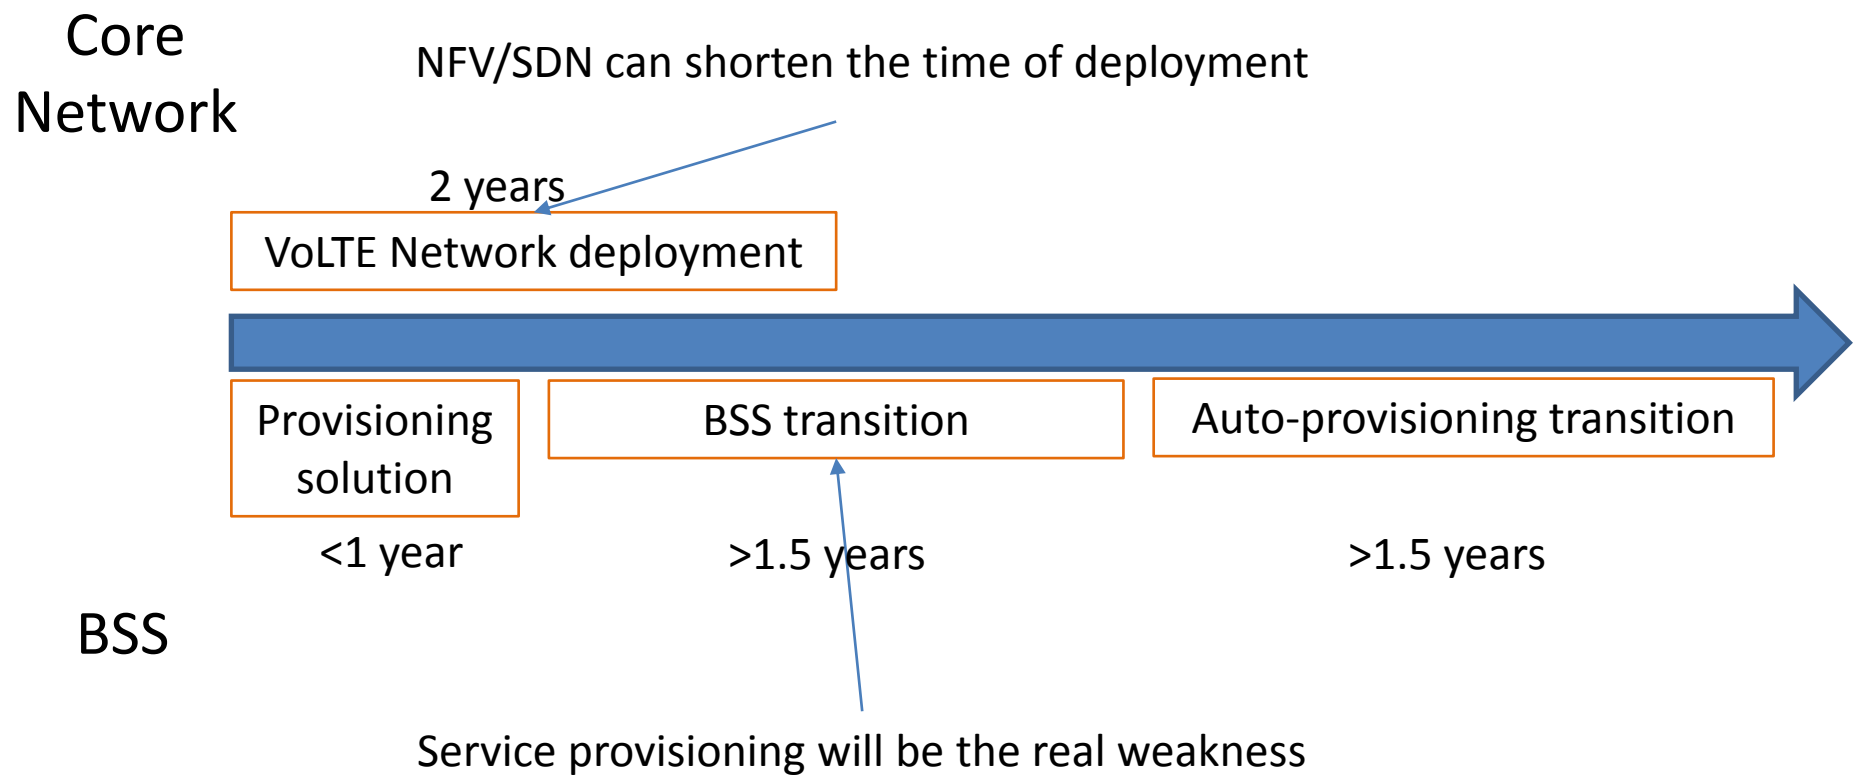 Core
Network
NFV/SDN can shorten the time of deployment
2 years
VoLTE Network deployment
Provisioning
solution
BSS transition
Auto-provisioning transition
<1 year
>1.5 years
>1.5 years
BSS
Service provisioning will be the real weakness